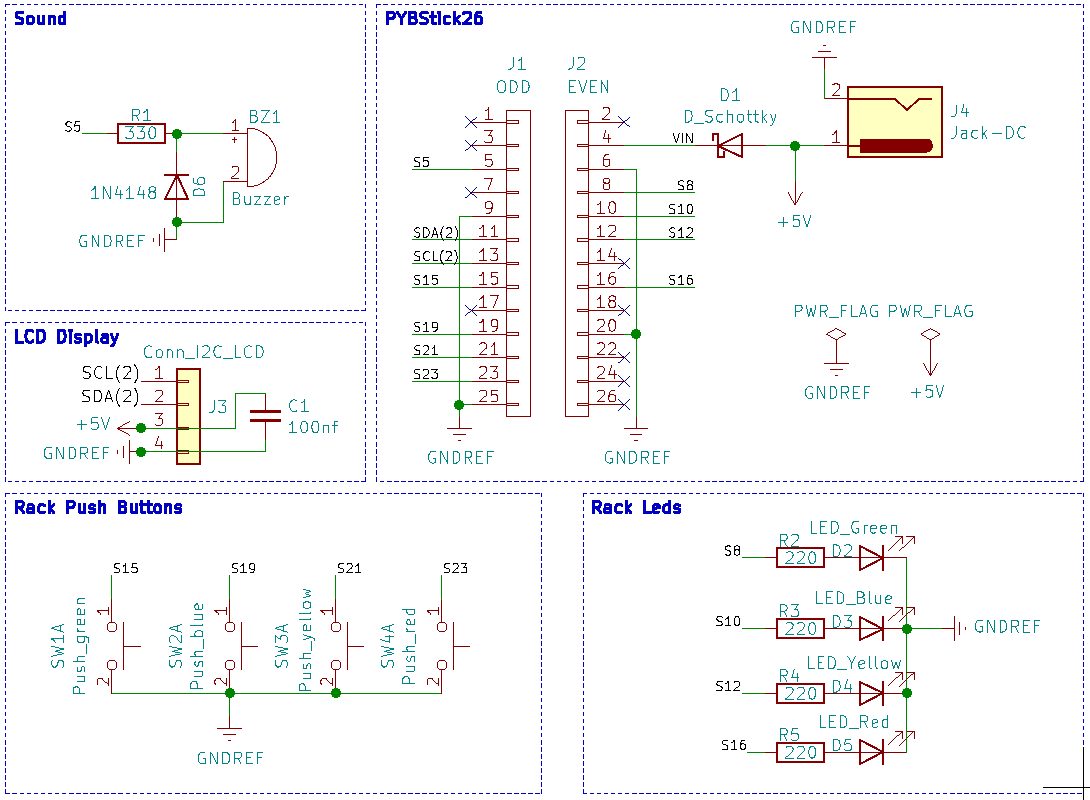 Sound
S5
R1
330
BZ1
1
+
2
Buzzer
1N4148
D6
GNDREF
LCD Display
Conn_I2C_LCD
SCL(2)
1
SDA(2)
2
+5V
3
GNDREF
4
J3
C1
100nf
PYBStick26
J1
ODD
J2
EVEN
1
3
S5
5
7
9
SDA(2)
11
SCL(2)
13
S15
15
17
S19
19
S21
21
S23
23
25
GNDREF
2
4
VIN
6
8
S8
10
S10
12
S12
14
16
S16
18
20
22
24
26
GNDREF
D1
D_Schottky
+5V
GNDREF
2
1
J4
Jack-DC
PWR_FLAG
PWR_FLAG
GNDREF
+5V
Rack Push Buttons
S15
S19
S21
S23
SW1A
Push_green
1
2
SW2A
Push_blue
1
2
SW3A
Push_yellow
1
2
SW4A
Push_red
1
2
GNDREF
Rack Leds
LED_Green
S8
R2
220
D2
LED_Blue
S10
R3
220
D3
GNDREF
LED_Yellow
S12
R4
220
D4
LED_Red
S16
R5
220
D5